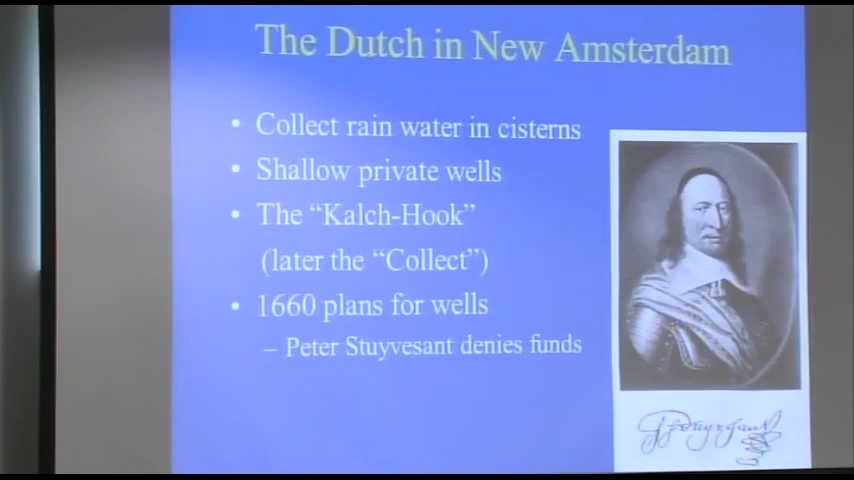 The Dutch in New Amsterdam
• Collect rain water in cisterns
• Shallow private wells
• The “Kalch-Hook”
(later the “Collect”)
• 1660 plans for wells
– Peter Stuyvesant denies funds